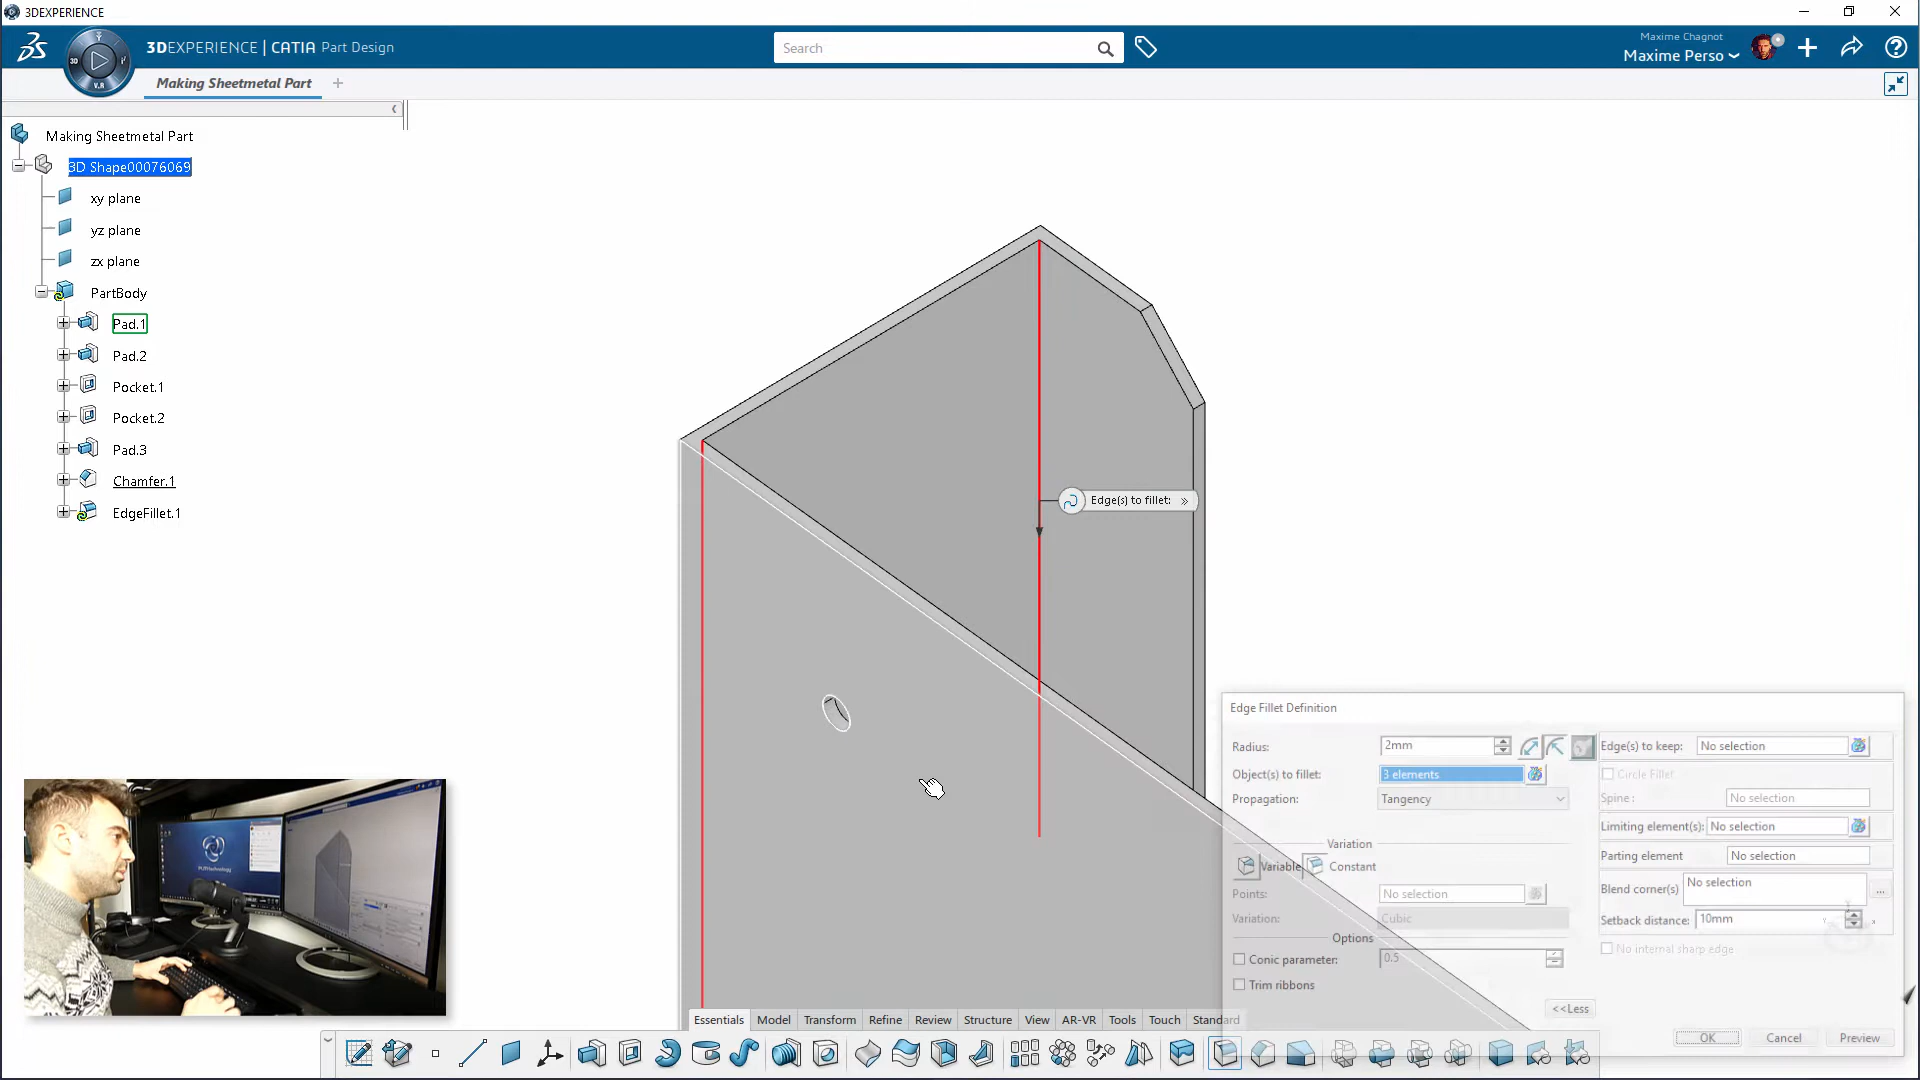 3DEXPERIENCE
3DEXPERIENCE | CATIA Part Design
Search
Maxime Chagnot
Maxime Perso
3D
V.R
Making Sheetmetal Part
Making Sheetmetal Part
3D Shape00076069
xy plane
yz plane
zx plane
PartBody
Pad.1
Pad.2
Pocket.1
Pocket.2
Pad.3
Chamfer.1
EdgeFillet.1
Edge(s) to fillet: »
Edge Fillet Definition
Radius: 2mm
Edge(s) to keep: No selection
Object(s) to fillet: 3 elements
Circle Fillet
Propagation: Tangency
Spine : No selection
Limiting element(s): No selection
Variation
Parting element No selection
Variable Constant
Blend corner(s) No selection
...
Points: No selection
Variation: Cubic
Setback distance: 10mm
Options
No internal sharp edge
Conic parameter: 0.5
Trim ribbons
<<Less
OK Cancel Preview
Essentials Model Transform Refine Review Structure View AR-VR Tools Touch Standard